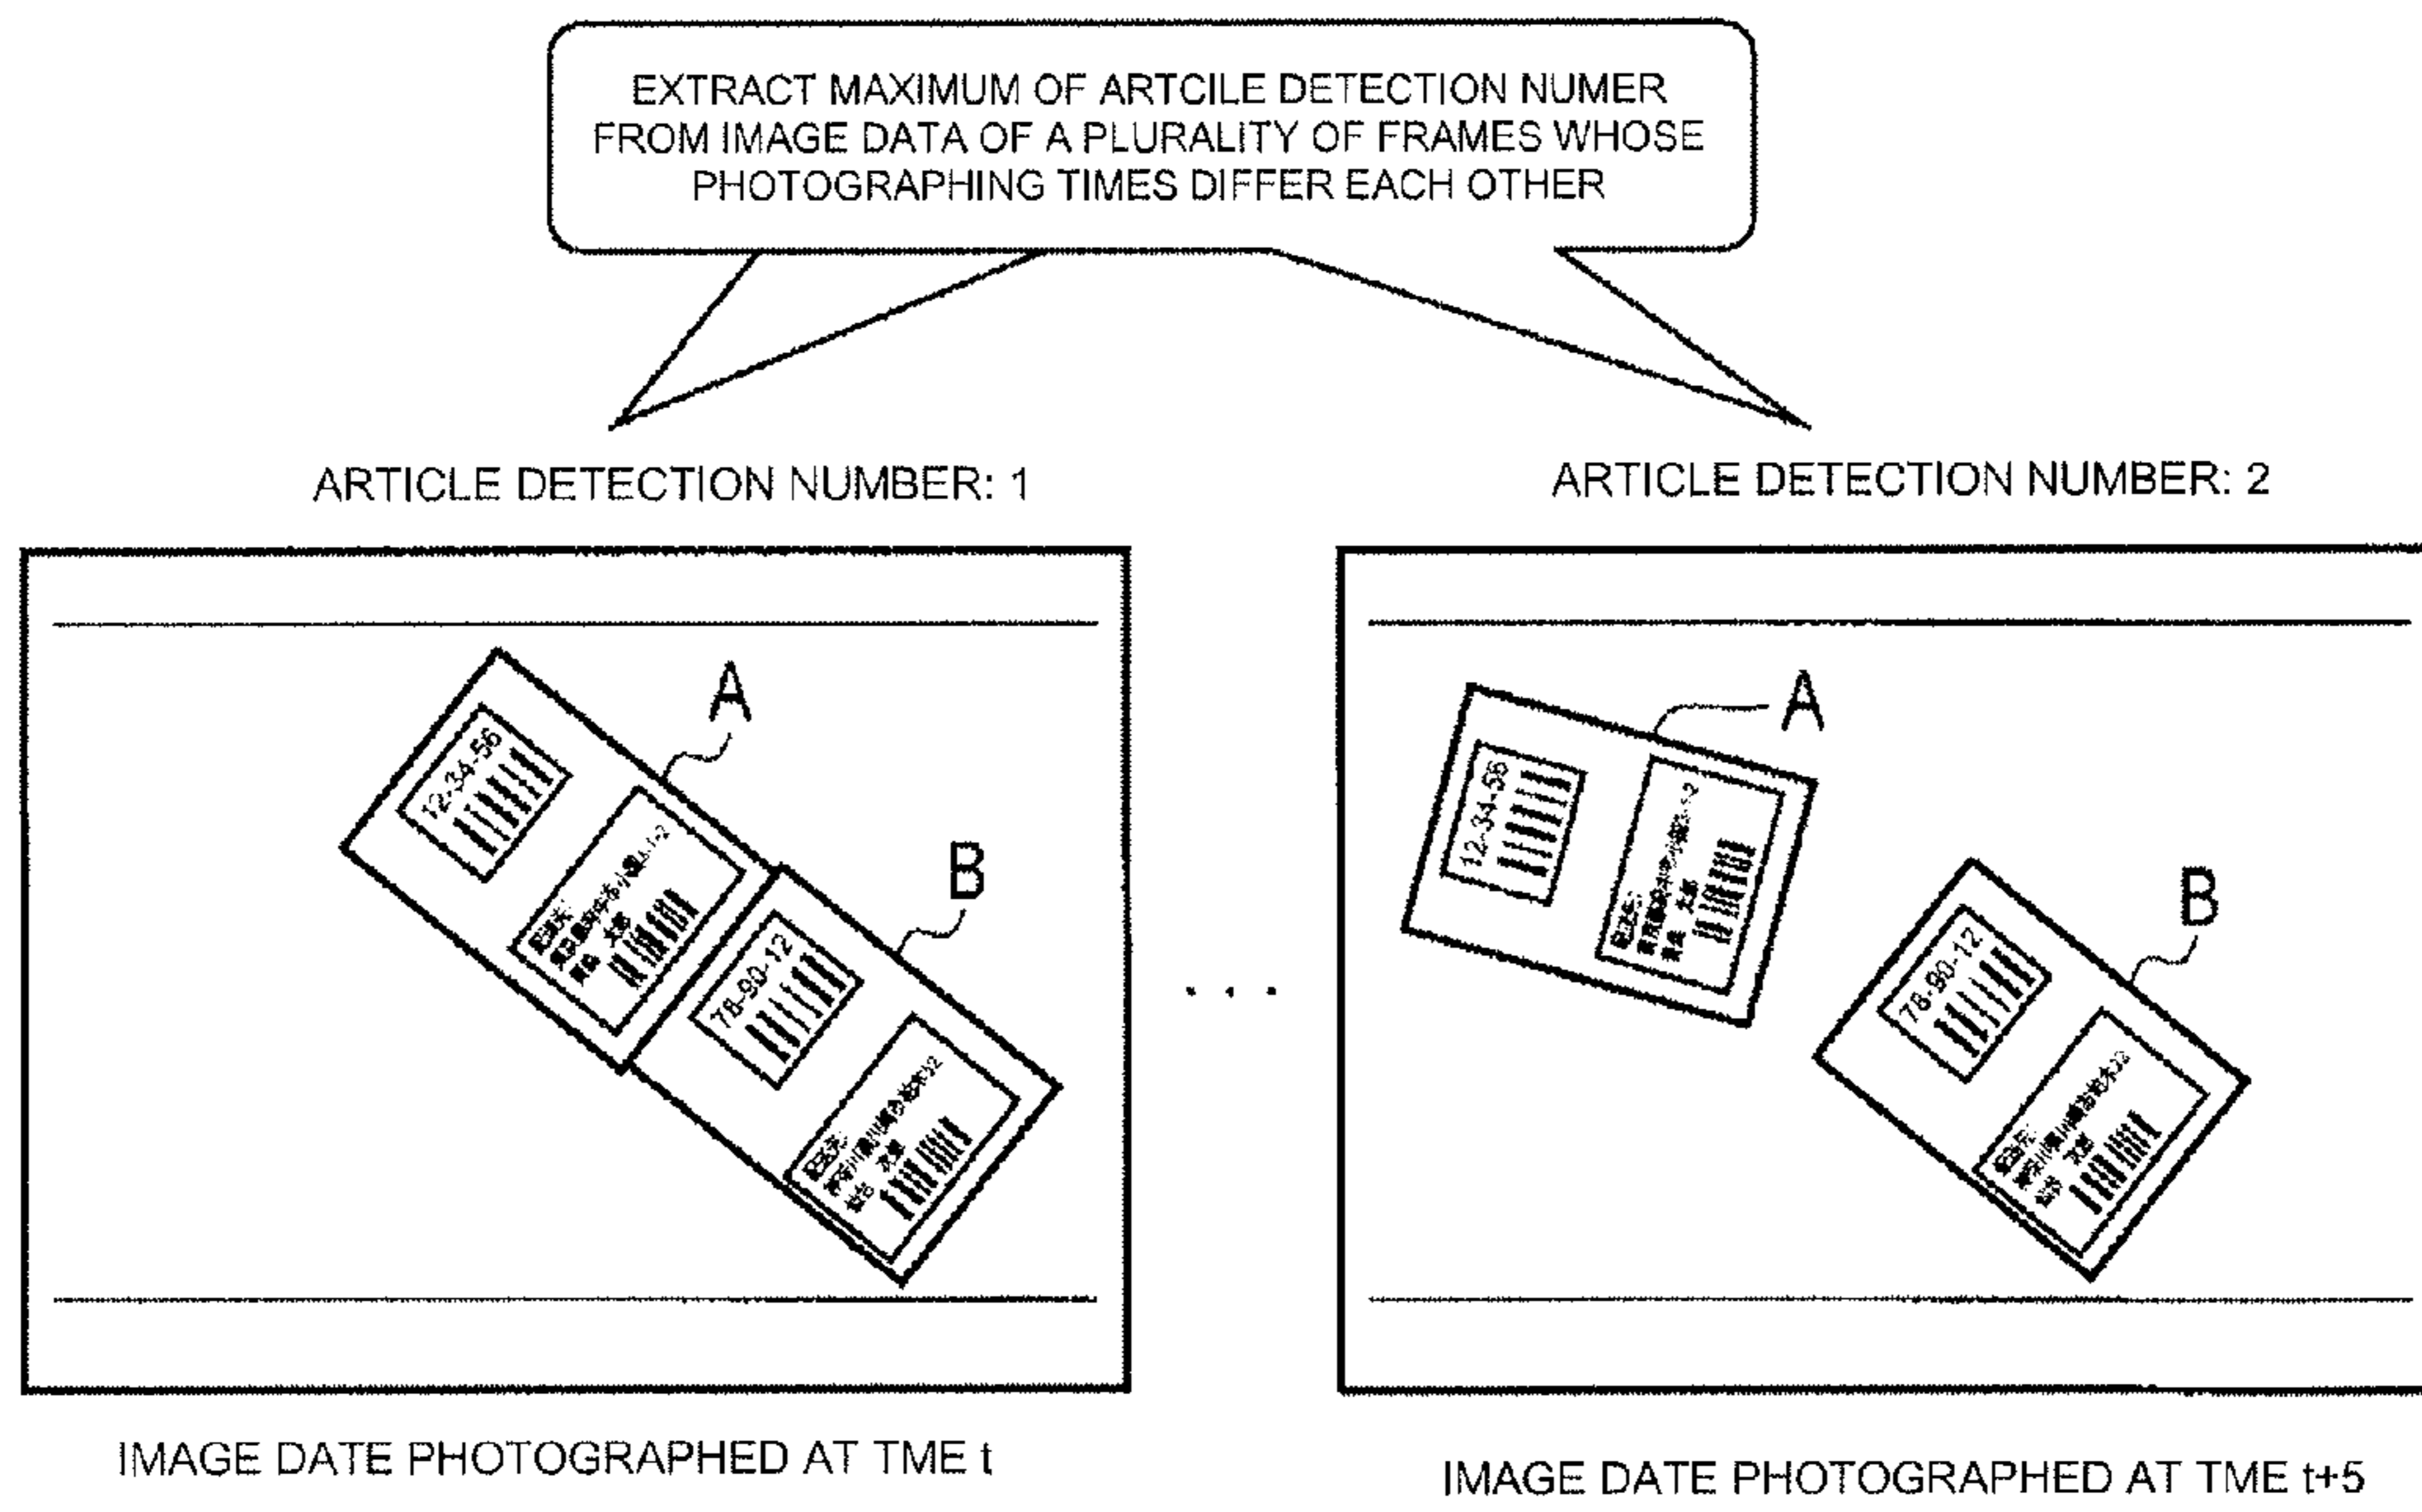 EXTRACT MAXIMUM OF ARTCILE DETECTION NUMER
FROM IMAGE DATA OF A PLURALITY OF FRAMES WHOSE
PHOTOGRAPHING TIMES DIFFER EACH OTHER
ARTICLE DETECTION NUMBER: 1
ARTICLE DETECTION NUMBER: 2
A
12-34-56
B
78-90-12
A
12-34-56
B
78-90-12
IMAGE DATE PHOTOGRAPHED AT TME t
IMAGE DATE PHOTOGRAPHED AT TME t+5